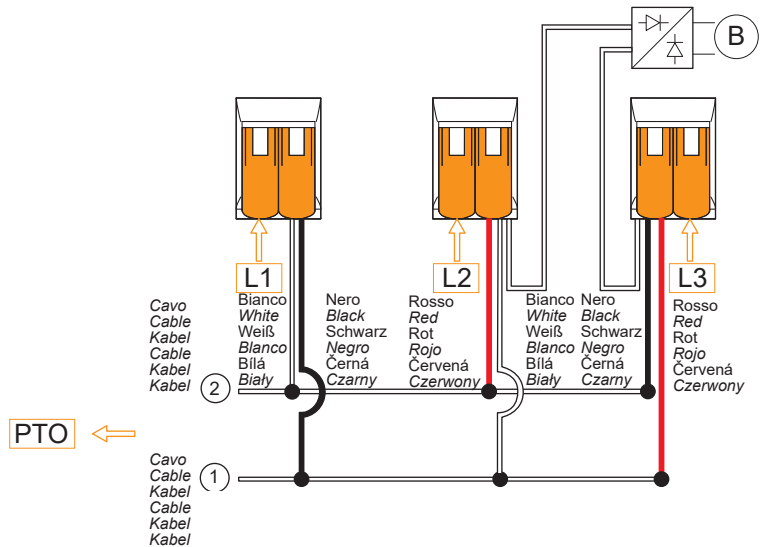 B
L1
L2
L3
Cavo
Cable
Kabel
Cable
Kabel
Kabel
2
Bianco
White
Weiß
Blanco
Bílá
Biały
Nero
Black
Schwarz
Negro
Černá
Czarny
Rosso
Red
Rot
Rojo
Červená
Czerwony
Bianco
White
Weiß
Blanco
Bílá
Biały
Nero
Black
Schwarz
Negro
Černá
Czarny
Rosso
Red
Rot
Rojo
Červená
Czerwony
PTO
Cavo
Cable
Kabel
Cable
Kabel
Kabel
1